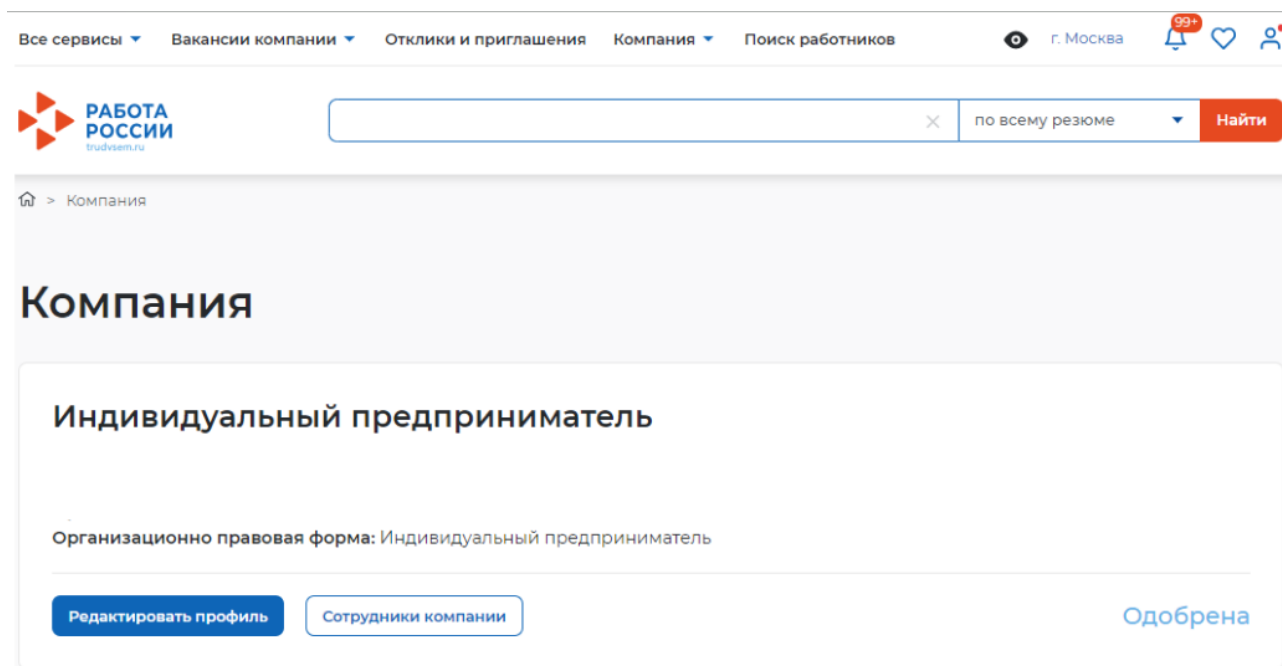 Все сервисы Вакансии компании Отклики и приглашения Компания Поиск работников г. Москва 99+
РАБОТА
РОССИИ
trudvsem.ru
по всему резюме Найти
> Компания
Компания
Индивидуальный предприниматель
Организационно правовая форма: Индивидуальный предприниматель
Редактировать профиль Сотрудники компании Одобрена